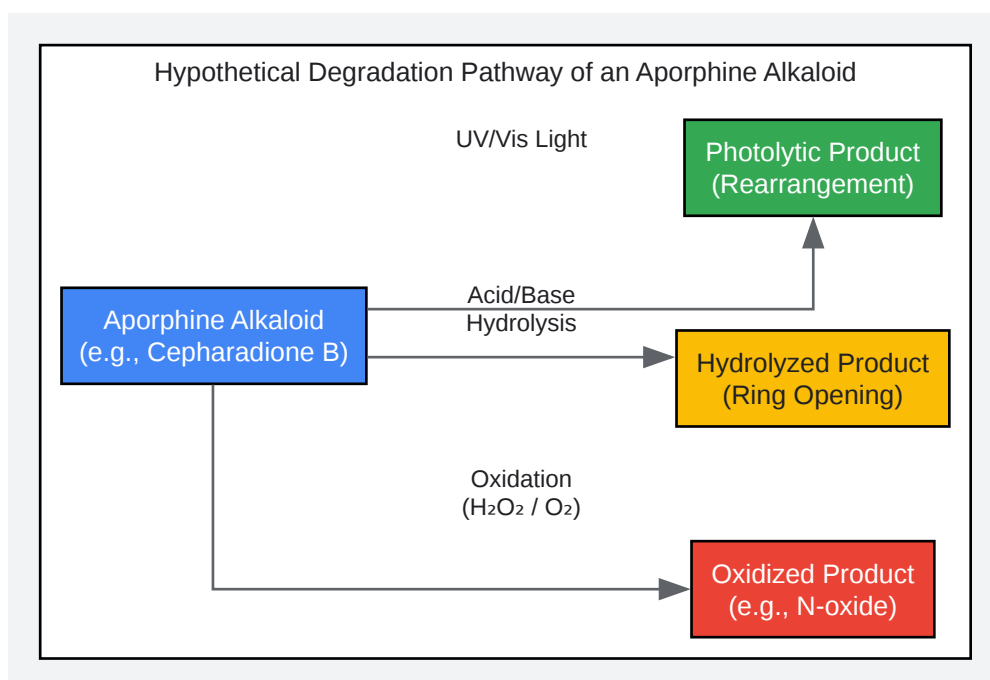 Hypothetical Degradation Pathway of an Aporphine Alkaloid
UV/Vis Light
Photolytic Product
(Rearrangement)
Aporphine Alkaloid
(e.g., Cepharadione B)
Acid/Base
Hydrolysis
Hydrolyzed Product
(Ring Opening)
Oxidation
(H₂O₂ / O₂)
Oxidized Product
(e.g., N-oxide)